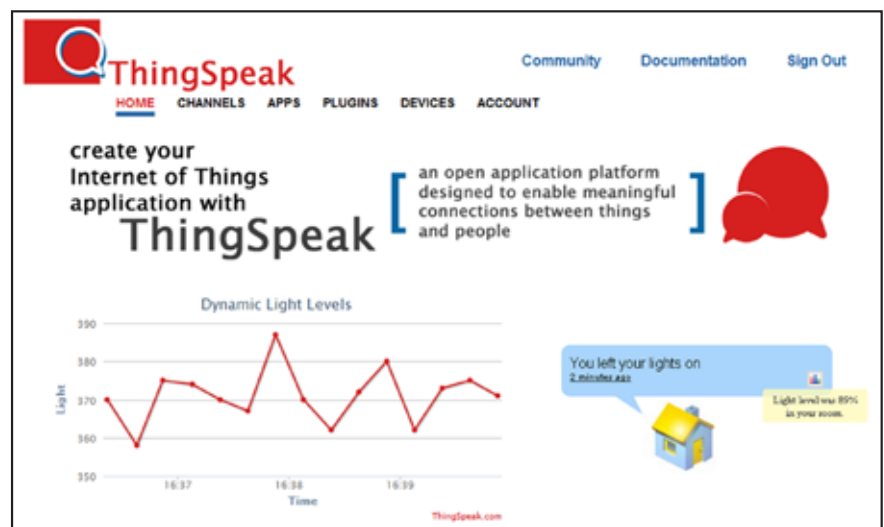 ThingSpeak
Community Documentation Sign Out
HOME CHANNELS APPS PLUGINS DEVICES ACCOUNT
create your
Internet of Things
application with
ThingSpeak
an open application platform
designed to enable meaningful
connections between things
and people
Dynamic Light Levels
390
380
370
360
350
Light
16:37 16:38 16:39
Time
ThingSpeak.com
You left your lights on
2 minutes ago
Light level was 89%
in your room.